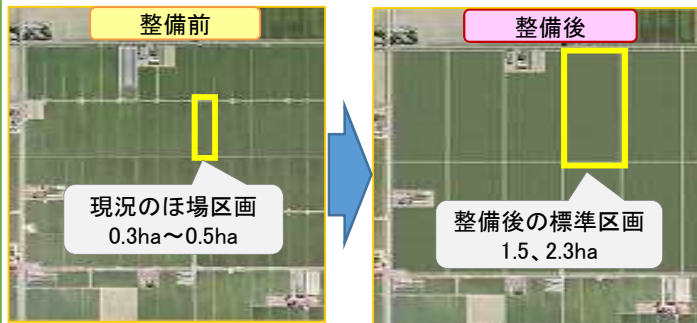 整備前
現況のほ場区画
0.3ha～0.5ha
整備後
整備後の標準区画
1.5、2.3ha